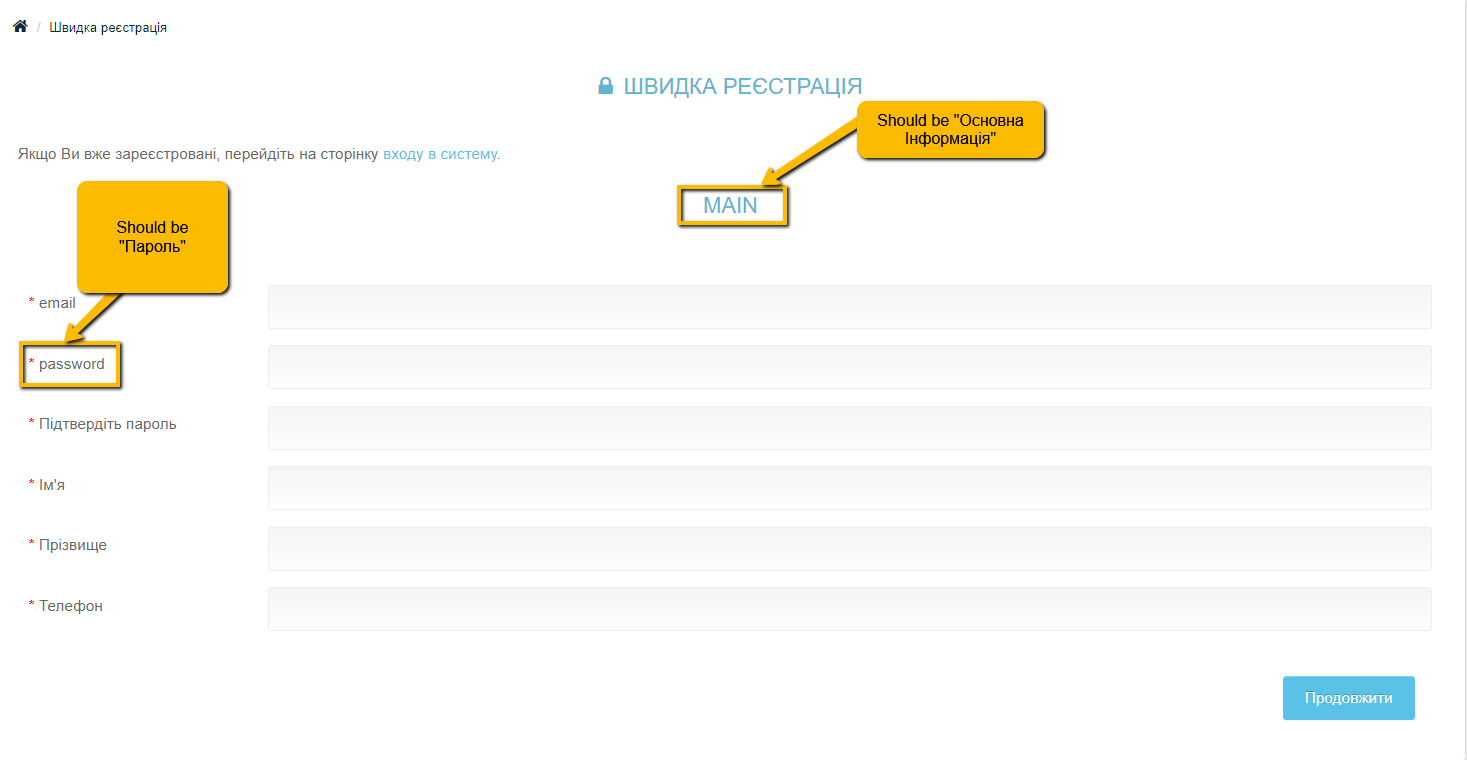 / Швидка реєстрація
ШВИДКА РЕЄСТРАЦІЯ
Should be "Основна
Інформація"
Якщо Ви вже зареєстровані, перейдіть на сторінку входу в систему.
MAIN
Should be
"Пароль"
* email
* password
* Підтвердіть пароль
* Ім'я
* Прізвище
* Телефон
Продовжити